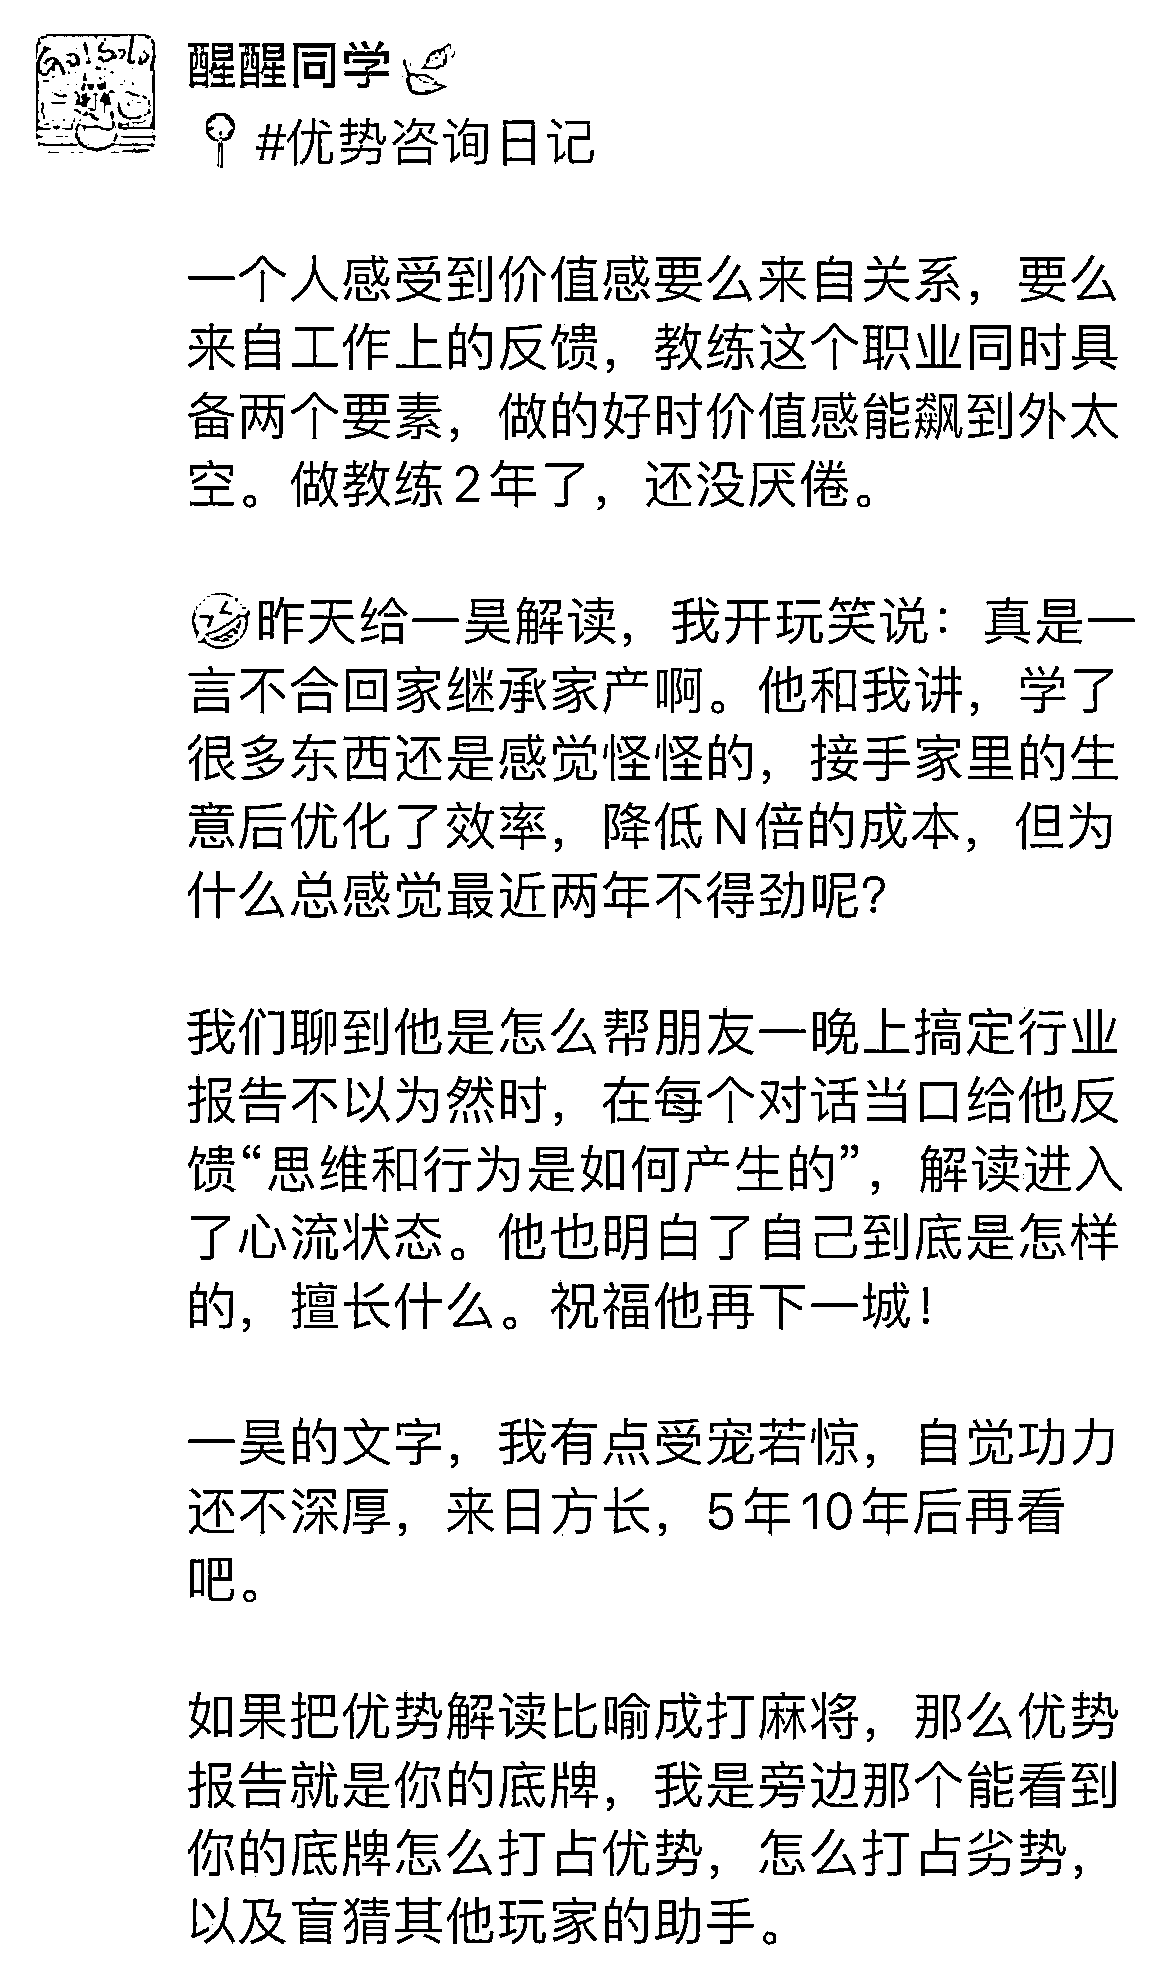 Go! Solo
醒醒同学🌿
📍 #优势咨询日记
一个人感受到价值感要么来自关系，要么
来自工作上的反馈，教练这个职业同时具
备两个要素，做的好时价值感能飙到外太
空。做教练2年了，还没厌倦。
🤣昨天给一昊解读，我开玩笑说：真是一
言不合回家继承家产啊。他和我讲，学了
很多东西还是感觉怪怪的，接手家里的生
意后优化了效率，降低N倍的成本，但为
什么总感觉最近两年不得劲呢？
我们聊到他是怎么帮朋友一晚上搞定行业
报告不以为然时，在每个对话当口给他反
馈“思维和行为是如何产生的”，解读进入
了心流状态。他也明白了自己到底是怎样
的，擅长什么。祝福他再下一城！
一昊的文字，我有点受宠若惊，自觉功力
还不深厚，来日方长，5年10年后再看
吧。
如果把优势解读比喻成打麻将，那么优势
报告就是你的底牌，我是旁边那个能看到
你的底牌怎么打占优势，怎么打占劣势，
以及盲猜其他玩家的助手。